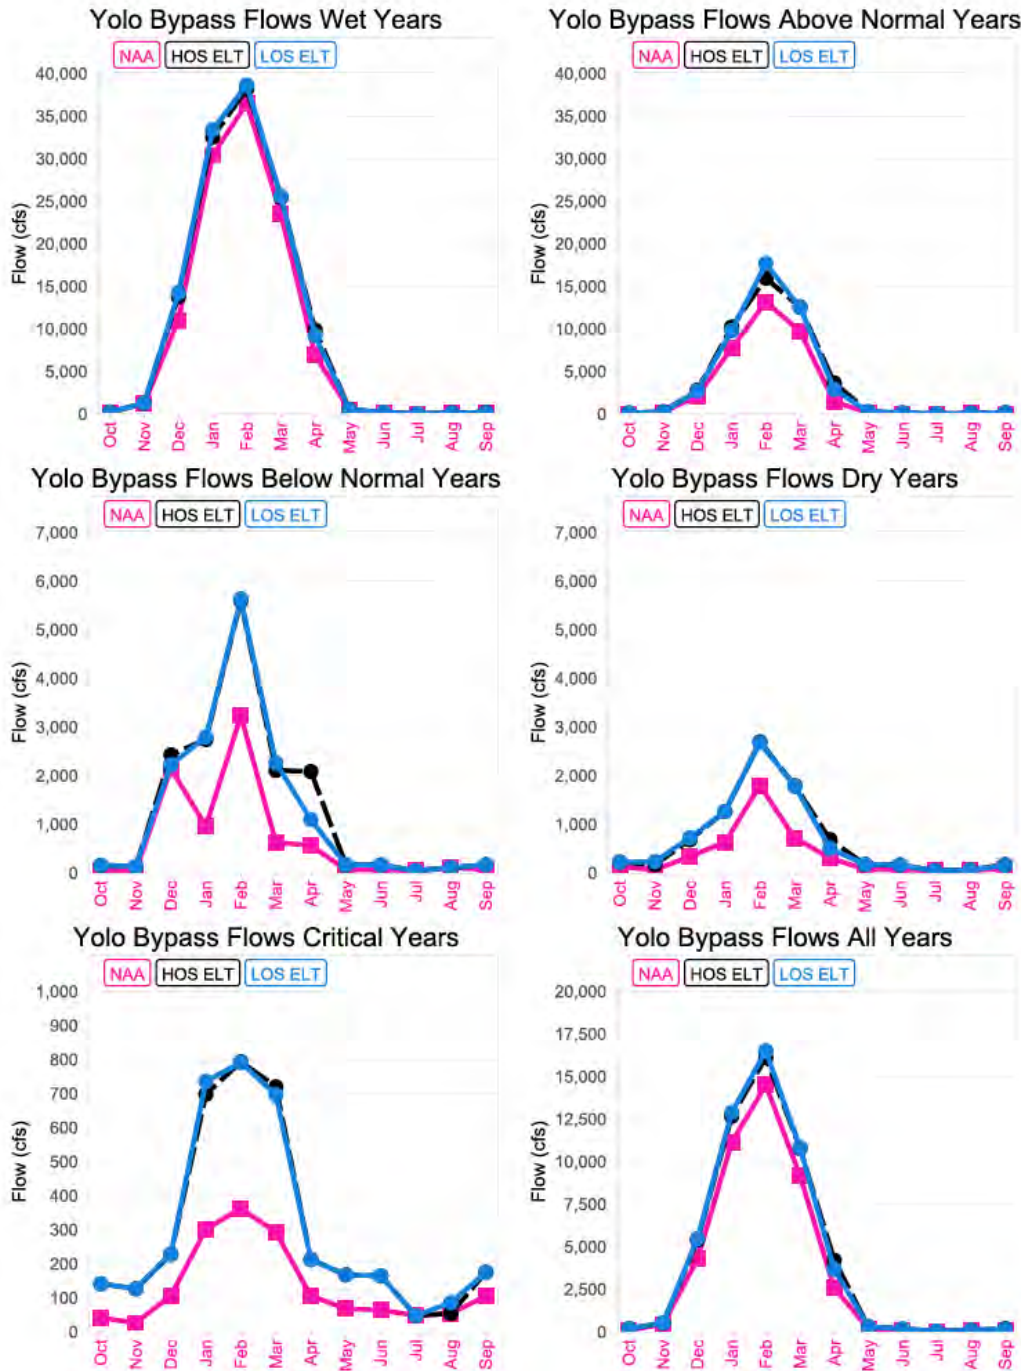 Yolo Bypass Flows Wet Years
NAA HOS ELT LOS ELT
40,000
35,000
30,000
25,000
20,000
15,000
10,000
5,000
0
Flow (cfs)
Oct Nov Dec Jan Feb Mar Apr May Jun Jul Aug Sep
Yolo Bypass Flows Above Normal Years
NAA HOS ELT LOS ELT
40,000
35,000
30,000
25,000
20,000
15,000
10,000
5,000
0
Flow (cfs)
Oct Nov Dec Jan Feb Mar Apr May Jun Jul Aug Sep
Yolo Bypass Flows Below Normal Years
NAA HOS ELT LOS ELT
7,000
6,000
5,000
4,000
3,000
2,000
1,000
0
Flow (cfs)
Oct Nov Dec Jan Feb Mar Apr May Jun Jul Aug Sep
Yolo Bypass Flows Dry Years
NAA HOS ELT LOS ELT
7,000
6,000
5,000
4,000
3,000
2,000
1,000
0
Flow (cfs)
Oct Nov Dec Jan Feb Mar Apr May Jun Jul Aug Sep
Yolo Bypass Flows Critical Years
NAA HOS ELT LOS ELT
1,000
900
800
700
600
500
400
300
200
100
0
Flow (cfs)
Oct Nov Dec Jan Feb Mar Apr May Jun Jul Aug Sep
Yolo Bypass Flows All Years
NAA HOS ELT LOS ELT
20,000
17,500
15,000
12,500
10,000
7,500
5,000
2,500
0
Flow (cfs)
Oct Nov Dec Jan Feb Mar Apr May Jun Jul Aug Sep